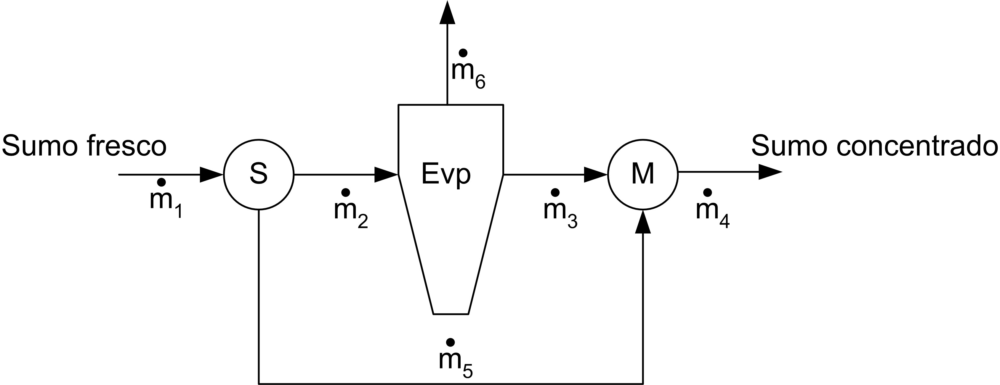 ṁ₆
Sumo fresco
Sumo concentrado
S
Evp
M
ṁ₁
ṁ₂
ṁ₃
ṁ₄
ṁ₅